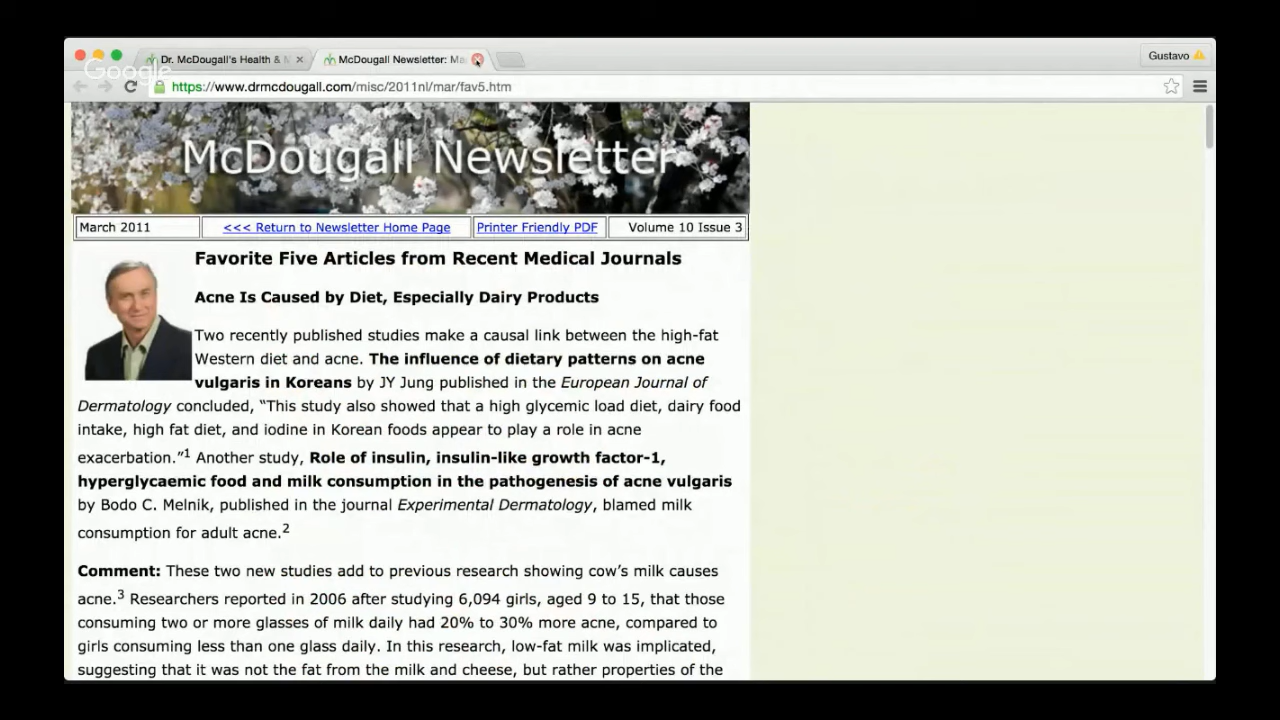 Dr. McDougall's Health & M
McDougall Newsletter: Ma
Gustavo
Google
https://www.drmcdougall.com/misc/2011nl/mar/fav5.htm
McDougall Newsletter
March 2011
<<< Return to Newsletter Home Page
Printer Friendly PDF
Volume 10 Issue 3
Favorite Five Articles from Recent Medical Journals
Acne Is Caused by Diet, Especially Dairy Products
Two recently published studies make a causal link between the high-fat
Western diet and acne. The influence of dietary patterns on acne
vulgaris in Koreans by JY Jung published in the European Journal of
Dermatology concluded, “This study also showed that a high glycemic load diet, dairy food
intake, high fat diet, and iodine in Korean foods appear to play a role in acne
exacerbation.”1 Another study, Role of insulin, insulin-like growth factor-1,
hyperglycaemic food and milk consumption in the pathogenesis of acne vulgaris
by Bodo C. Melnik, published in the journal Experimental Dermatology, blamed milk
consumption for adult acne.2
Comment: These two new studies add to previous research showing cow’s milk causes
acne.3 Researchers reported in 2006 after studying 6,094 girls, aged 9 to 15, that those
consuming two or more glasses of milk daily had 20% to 30% more acne, compared to
girls consuming less than one glass daily. In this research, low-fat milk was implicated,
suggesting that it was not the fat from the milk and cheese, but rather properties of the